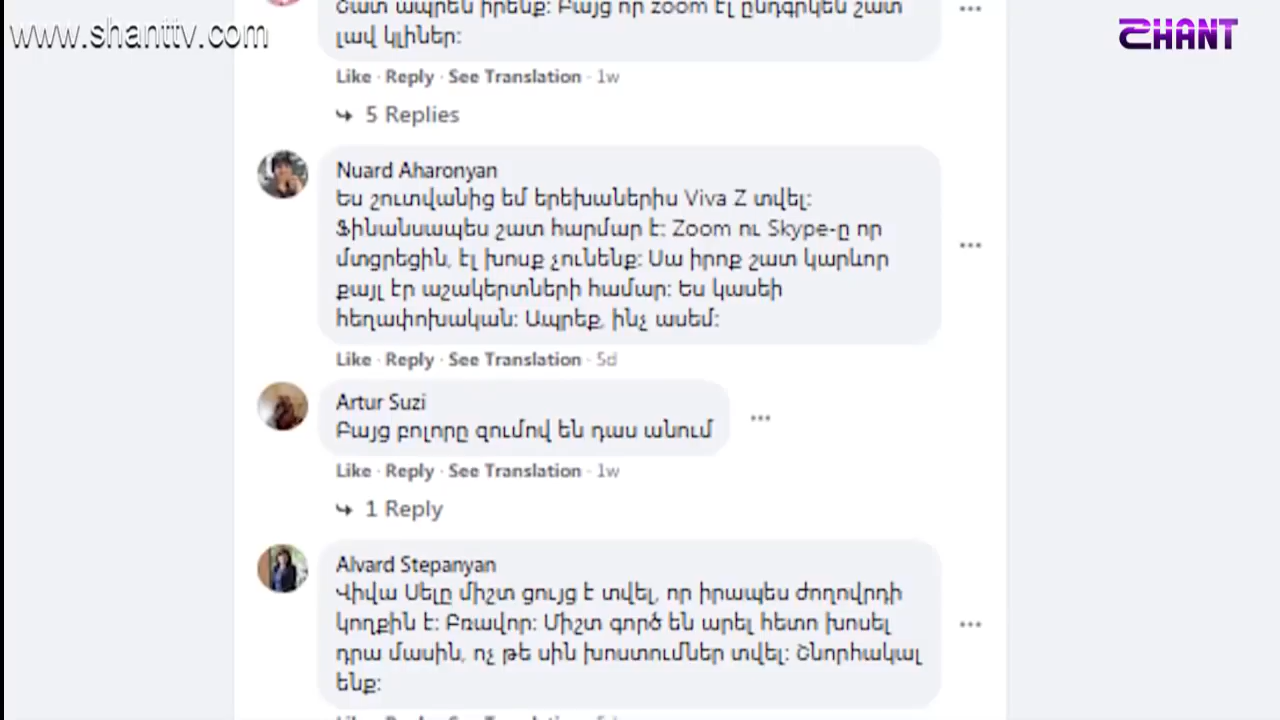 www.shanttv.com
SHANT
Շատ ապրեն իրենք: Բայց որ zoom էլ ընդգրկեն շատ
լավ կլիներ:
Like · Reply · See Translation · 1w
5 Replies
Nuard Aharonyan
Ես շուտվանից եմ երեխաներիս Viva Z տվել:
Ֆինանսապես շատ հարմար է: Zoom ու Skype-ը որ
մտցրեցին, էլ խոսք չունենք: Սա իրոք շատ կարևոր
քայլ էր աշակերտների համար: Ես կասեի
հեղափոխական: Ապրեք, ինչ ասեմ:
Like · Reply · See Translation · 5d
Artur Suzi
Բայց բոլորը զումով են դաս անում
Like · Reply · See Translation · 1w
1 Reply
Alvard Stepanyan
Վիվա Սելը միշտ ցույց է տվել, որ իրապես ժողովրդի
կողքին է: Բռավոր: Միշտ գործ են արել հետո խոսել
դրա մասին, ոչ թե սին խոստումներ տվել: Շնորհակալ
ենք: